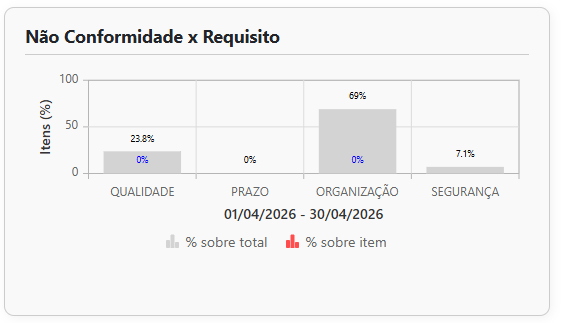 Não Conformidade x Requisito
Itens (%)
100
50
0
23.8%
0%
0%
69%
0%
7.1%
QUALIDADE PRAZO ORGANIZAÇÃO SEGURANÇA
01/04/2026 - 30/04/2026
% sobre total % sobre item